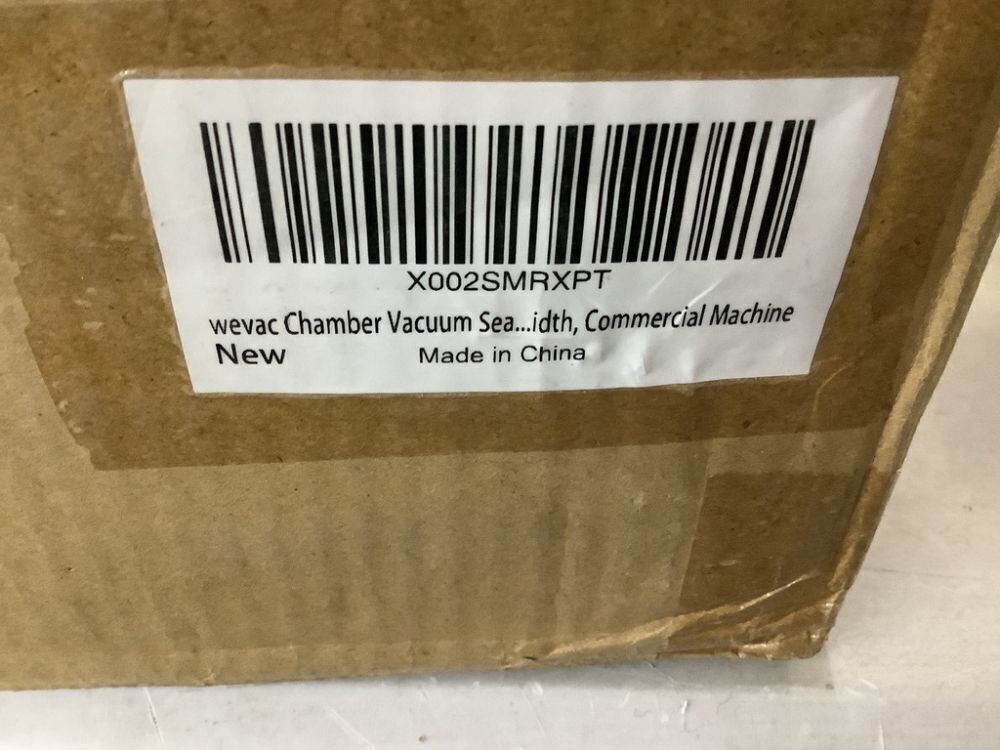 X002SMRXPT
wevac Chamber Vacuum Sea...idth, Commercial Machine
New Made in China